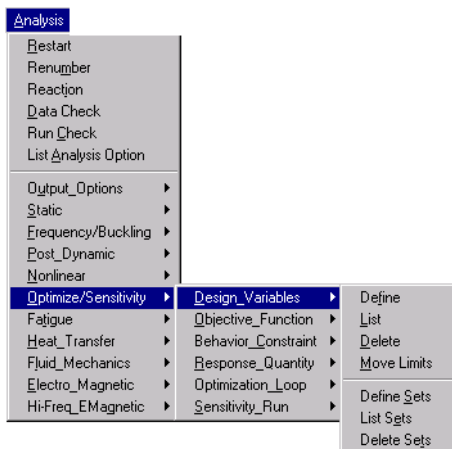 Analysis
Restart
Renumber
Reaction
Data Check
Run Check
List Analysis Option
Output_Options
Static
Frequency/Buckling
Post_Dynamic
Nonlinear
Optimize/Sensitivity
Fatigue
Heat_Transfer
Fluid_Mechanics
Electro_Magnetic
Hi-Freq_EMagnetic
Design_Variables
Objective_Function
Behavior_Constraint
Response_Quantity
Optimization_Loop
Sensitivity_Run
Define
List
Delete
Move Limits
Define Sets
List Sets
Delete Sets